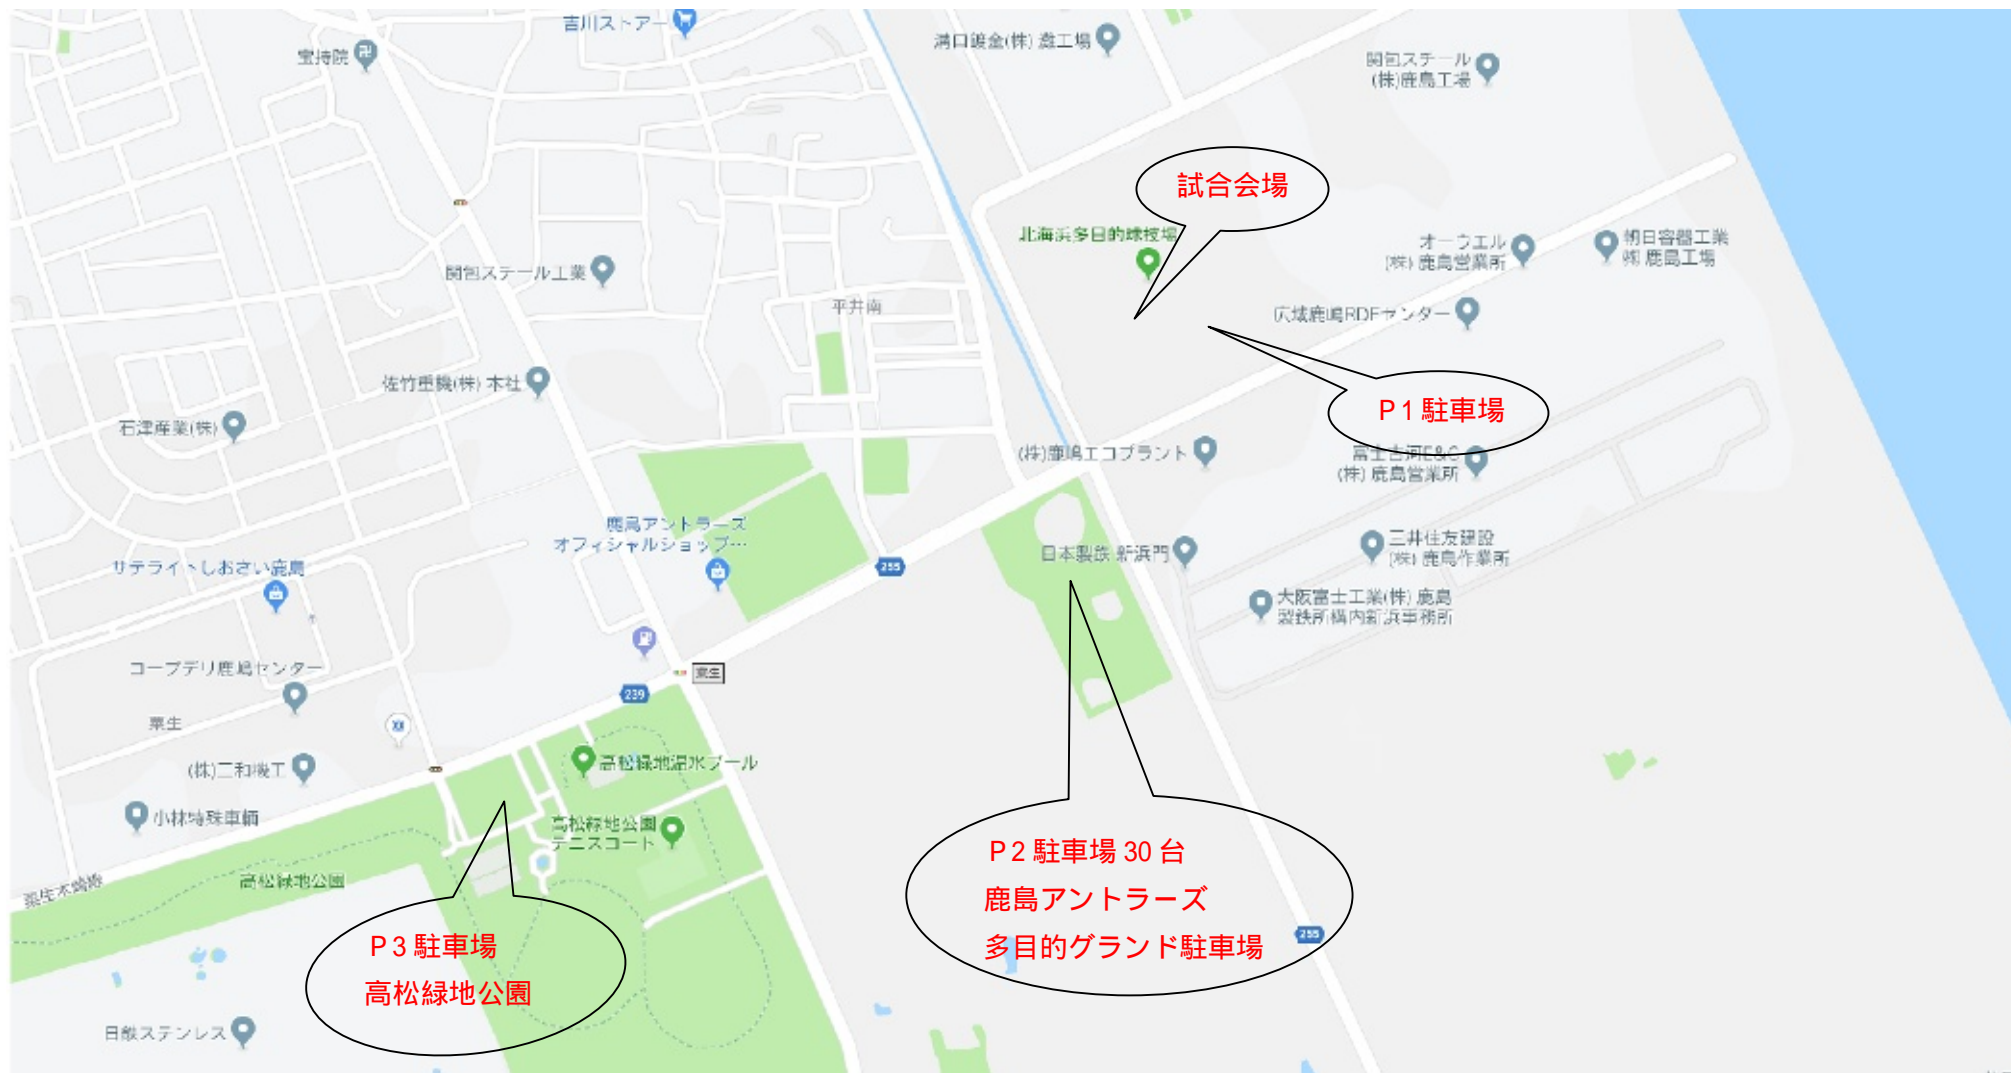 吉川ストアー
宝持院
溝口鍍金(株) 灘工場
関包スチール
(株)鹿島工場
試合会場
北海浜多目的球技場
オーウエル
(株) 鹿島営業所
朝日容器工業
㈱ 鹿島工場
関包スチール工業
平井南
広域鹿嶋RDFセンター
佐竹重機(株) 本社
P1駐車場
石津産業(株)
(株)鹿嶋エコプラント
富士古河E&C
(株) 鹿島営業所
鹿島アントラーズ
オフィシャルショップ…
255
日本製鉄 新浜門
三井住友建設
(株) 鹿島作業所
サテライトしおさい鹿島
大阪富士工業(株) 鹿島
製鉄所構内新浜事務所
コープデリ鹿嶋センター
粟生
239
粟生
(株)三和機工
高松緑地温水プール
小林特殊車輌
高松緑地公園
テニスコート
P2駐車場30台
鹿島アントラーズ
多目的グランド駐車場
高松緑地公園
粟生木崎線
P3駐車場
高松緑地公園
255
日鉄ステンレス